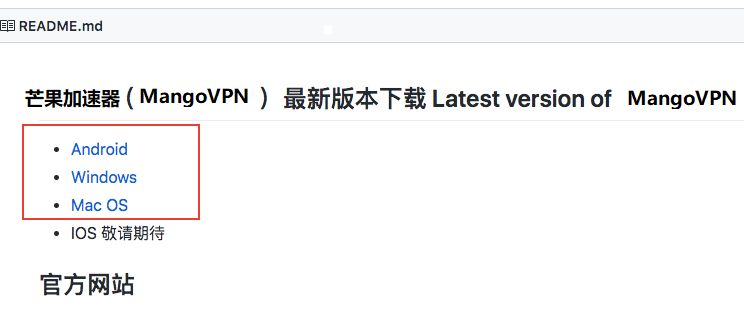 README.md
芒果加速器 ( MangoVPN ） 最新版本下载 Latest version of MangoVPN
Android
Windows
Mac OS
IOS 敬请期待
官方网站